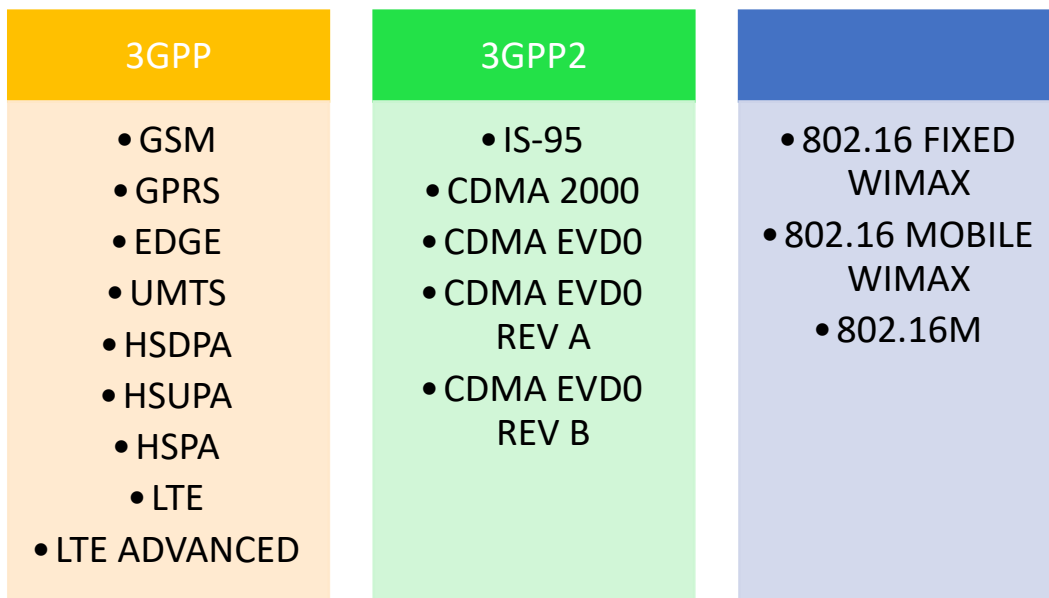 3GPP
• GSM
• GPRS
• EDGE
• UMTS
• HSDPA
• HSUPA
• HSPA
• LTE
• LTE ADVANCED
3GPP2
• IS-95
• CDMA 2000
• CDMA EVD0
• CDMA EVD0
REV A
• CDMA EVD0
REV B
• 802.16 FIXED
WIMAX
• 802.16 MOBILE
WIMAX
• 802.16M